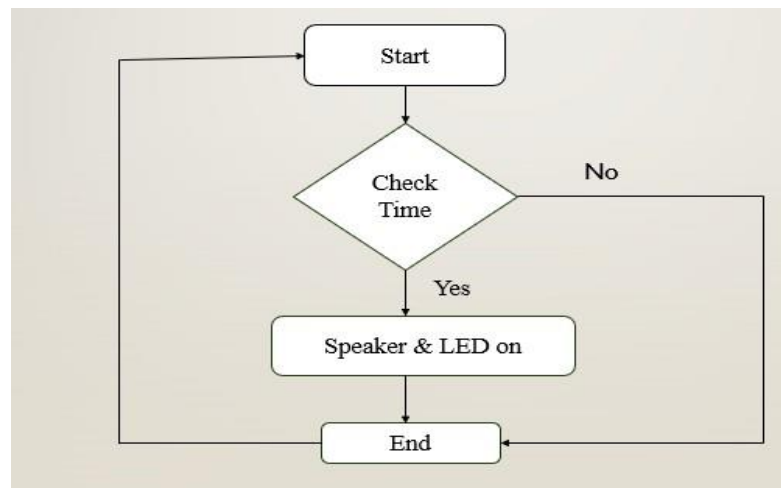 Start
Check
Time
No
Yes
Speaker & LED on
End